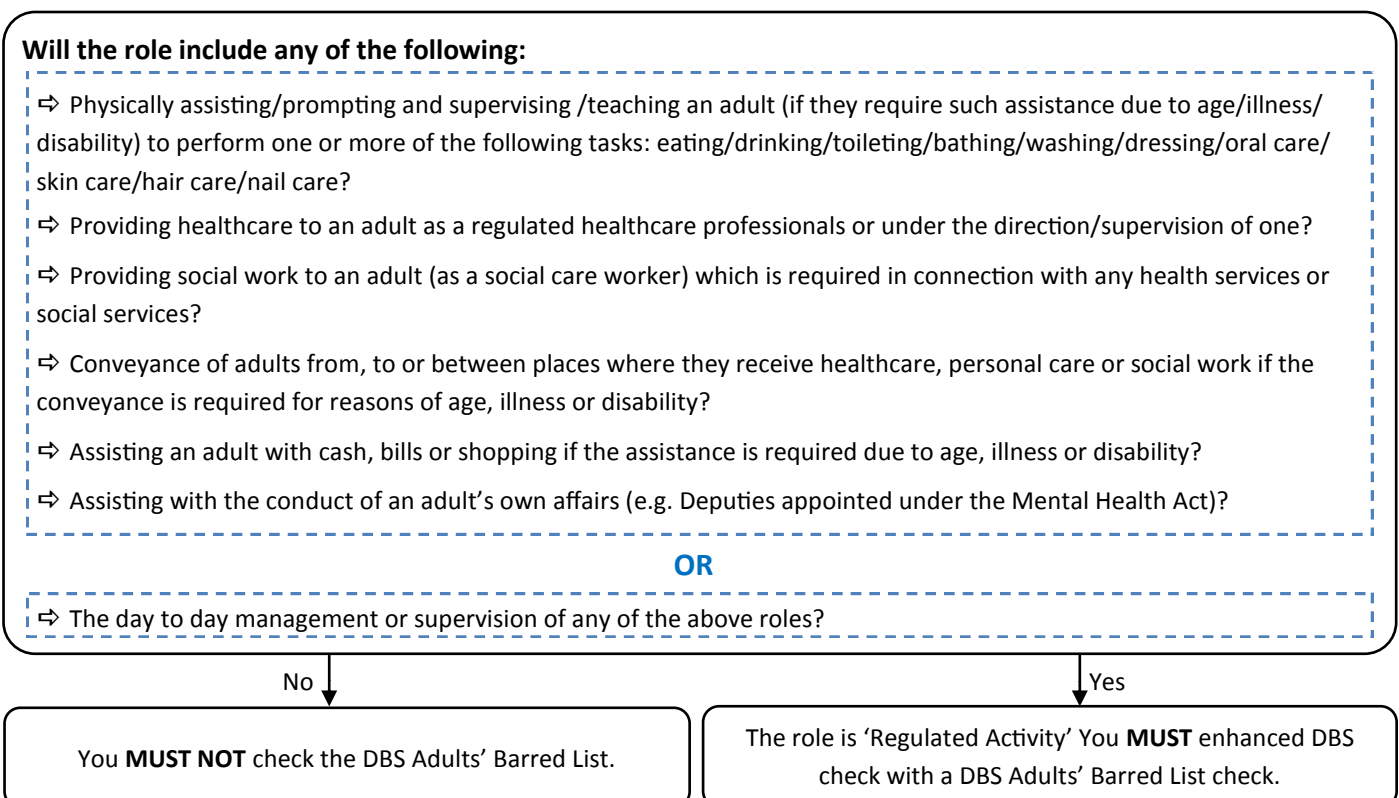 Will the role include any of the following:
⇨ Physically assisting/prompting and supervising /teaching an adult (if they require such assistance due to age/illness/
disability) to perform one or more of the following tasks: eating/drinking/toileting/bathing/washing/dressing/oral care/
skin care/hair care/nail care?
⇨ Providing healthcare to an adult as a regulated healthcare professionals or under the direction/supervision of one?
⇨ Providing social work to an adult (as a social care worker) which is required in connection with any health services or
social services?
⇨ Conveyance of adults from, to or between places where they receive healthcare, personal care or social work if the
conveyance is required for reasons of age, illness or disability?
⇨ Assisting an adult with cash, bills or shopping if the assistance is required due to age, illness or disability?
⇨ Assisting with the conduct of an adult’s own affairs (e.g. Deputies appointed under the Mental Health Act)?
OR
⇨ The day to day management or supervision of any of the above roles?
No
Yes
You MUST NOT check the DBS Adults’ Barred List.
The role is ‘Regulated Activity’ You MUST enhanced DBS
check with a DBS Adults’ Barred List check.